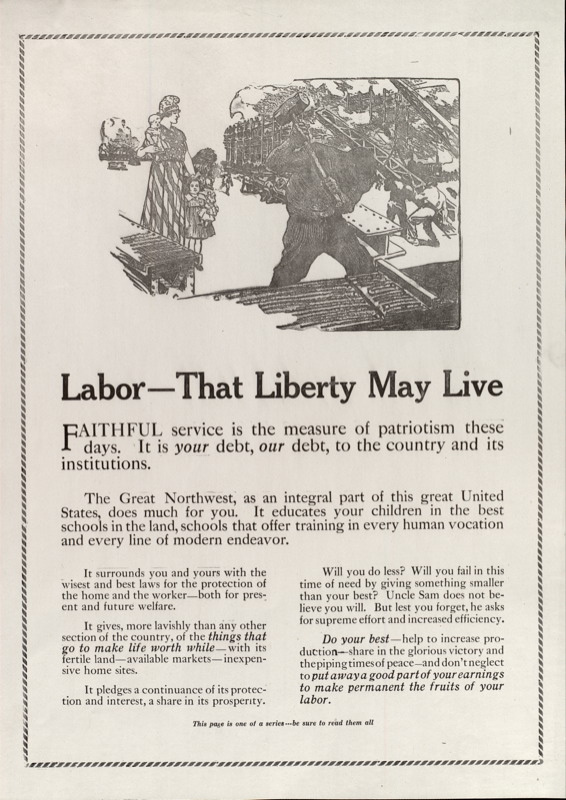 Labor—That Liberty May Live
FAITHFUL service is the measure of patriotism these
days. It is your debt, our debt, to the country and its
institutions.
The Great Northwest, as an integral part of this great United
States, does much for you. It educates your children in the best
schools in the land, schools that offer training in every human vocation
and every line of modern endeavor.
It surrounds you and yours with the
wisest and best laws for the protection of
the home and the worker—both for pres-
ent and future welfare.
It gives, more lavishly than any other
section of the country, of the things that
go to make life worth while—with its
fertile land—available markets—inexpen-
sive home sites.
It pledges a continuance of its protec-
tion and interest, a share in its prosperity.
Will you do less? Will you fail in this
time of need by giving something smaller
than your best? Uncle Sam does not be-
lieve you will. But lest you forget, he asks
for supreme effort and increased efficiency.
Do your best—help to increase pro-
duction—share in the glorious victory and
the piping times of peace—and don't neglect
to put away a good part of your earnings
to make permanent the fruits of your
labor.
This page is one of a series---be sure to read them all